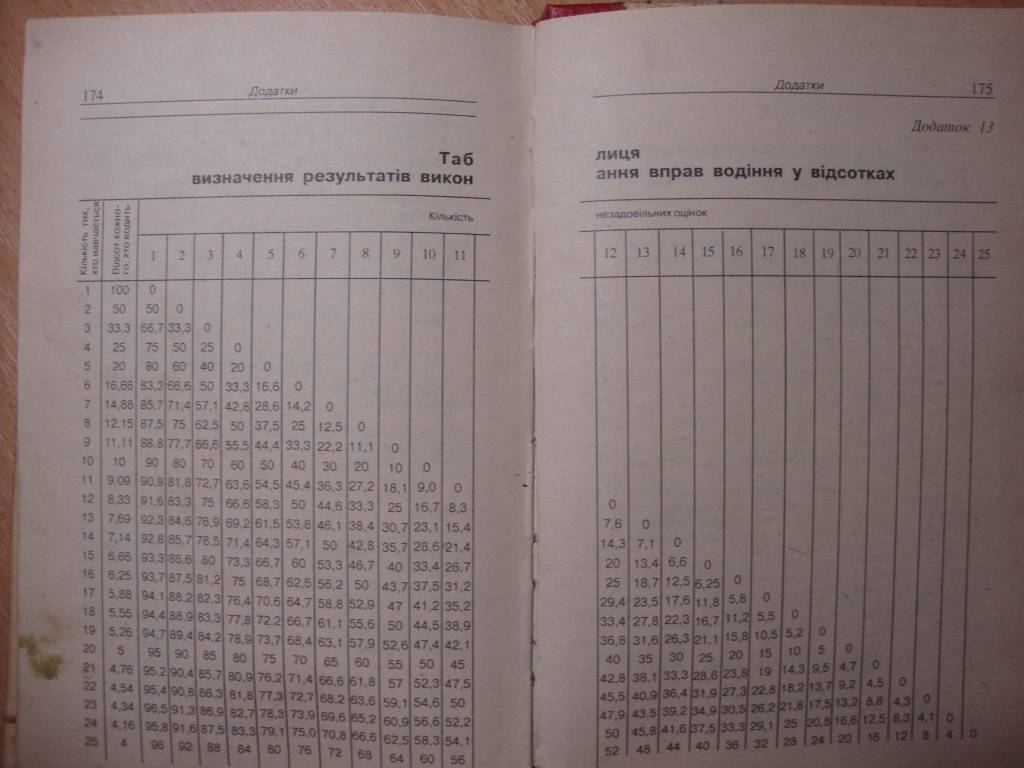 174
Додатки
Таб
визначення результатів викон
Кількість тих, хто навчається
Відсот. кожно-
го, хто водить
Кількість
1 2 3 4 5 6 7 8 9 10 11
1 100 0
2 50 50 0
3 33,3 66,7 33,3 0
4 25 75 50 25 0
5 20 80 60 40 20 0
6 16,66 83,3 66,6 50 33,3 16,6 0
7 14,88 85,7 71,4 57,1 42,8 28,6 14,2 0
8 12,15 87,5 75 62,5 50 37,5 25 12,5 0
9 11,11 88,8 77,7 66,6 55,5 44,4 33,3 22,2 11,1 0
10 10 90 80 70 60 50 40 30 20 10 0
11 9,09 90,9 81,8 72,7 63,6 54,5 45,4 36,3 27,2 18,1 9,0 0
12 8,33 91,6 83,3 75 66,6 58,3 50 44,6 33,3 25 16,7 8,3
13 7,69 92,3 84,6 76,9 69,2 61,5 53,8 46,1 38,4 30,7 23,1 15,4
14 7,14 92,8 85,7 78,5 71,4 64,3 57,1 50 42,8 35,7 28,6 21,4
15 6,66 93,3 86,6 80 73,3 66,7 60 53,3 46,7 40 33,4 26,7
16 6,25 93,7 87,5 81,2 75 68,7 62,5 56,2 50 43,7 37,5 31,2
17 5,88 94,1 88,2 82,3 76,4 70,6 64,7 58,8 52,9 47 41,2 35,2
18 5,55 94,4 88,9 83,3 77,8 72,2 66,7 61,1 55,6 50 44,5 38,9
19 5,26 94,7 89,4 84,2 78,9 73,7 68,4 63,1 57,9 52,6 47,4 42,1
20 5 95 90 85 80 75 70 65 60 55 50 45
21 4,76 95,2 90,4 85,7 80,9 76,2 71,4 66,6 61,8 57 52,3 47,5
22 4,54 95,4 90,8 86,3 81,8 77,3 72,7 68,2 63,6 59,1 54,6 50
23 4,34 96,5 91,3 86,9 82,7 78,3 73,9 69,6 65,2 60,9 56,6 52,2
24 4,16 95,8 91,6 87,5 83,3 79,1 75,0 70,8 66,6 62,5 58,3 54,1
25 4 96 92 88 84 80 76 72 68 64 60 56
Додатки
175
Додаток 13
лиця
ання вправ водіння у відсотках
незадовільних оцінок
12 13 14 15 16 17 18 19 20 21 22 23 24 25
0
7,6 0
14,3 7,1 0
20 13,4 6,6 0
25 18,7 12,5 6,25 0
29,4 23,5 17,6 11,8 5,8 0
33,4 27,8 22,3 16,7 11,2 5,5 0
36,8 31,6 26,3 21,1 15,8 10,5 5,2 0
40 35 30 25 20 15 10 5 0
42,8 38,1 33,3 28,6 23,8 19 14,3 9,5 4,7 0
45,5 40,9 36,4 31,9 27,3 22,8 18,2 13,7 9,2 4,5 0
47,9 43,5 39,2 34,9 30,5 26,2 21,8 17,5 13,2 8,8 4,3 0
50 45,8 41,6 37,5 33,3 29,1 25 20,8 16,6 12,5 8,3 4,1 0
52 48 44 40 36 32 28 24 20 16 12 8 4 0